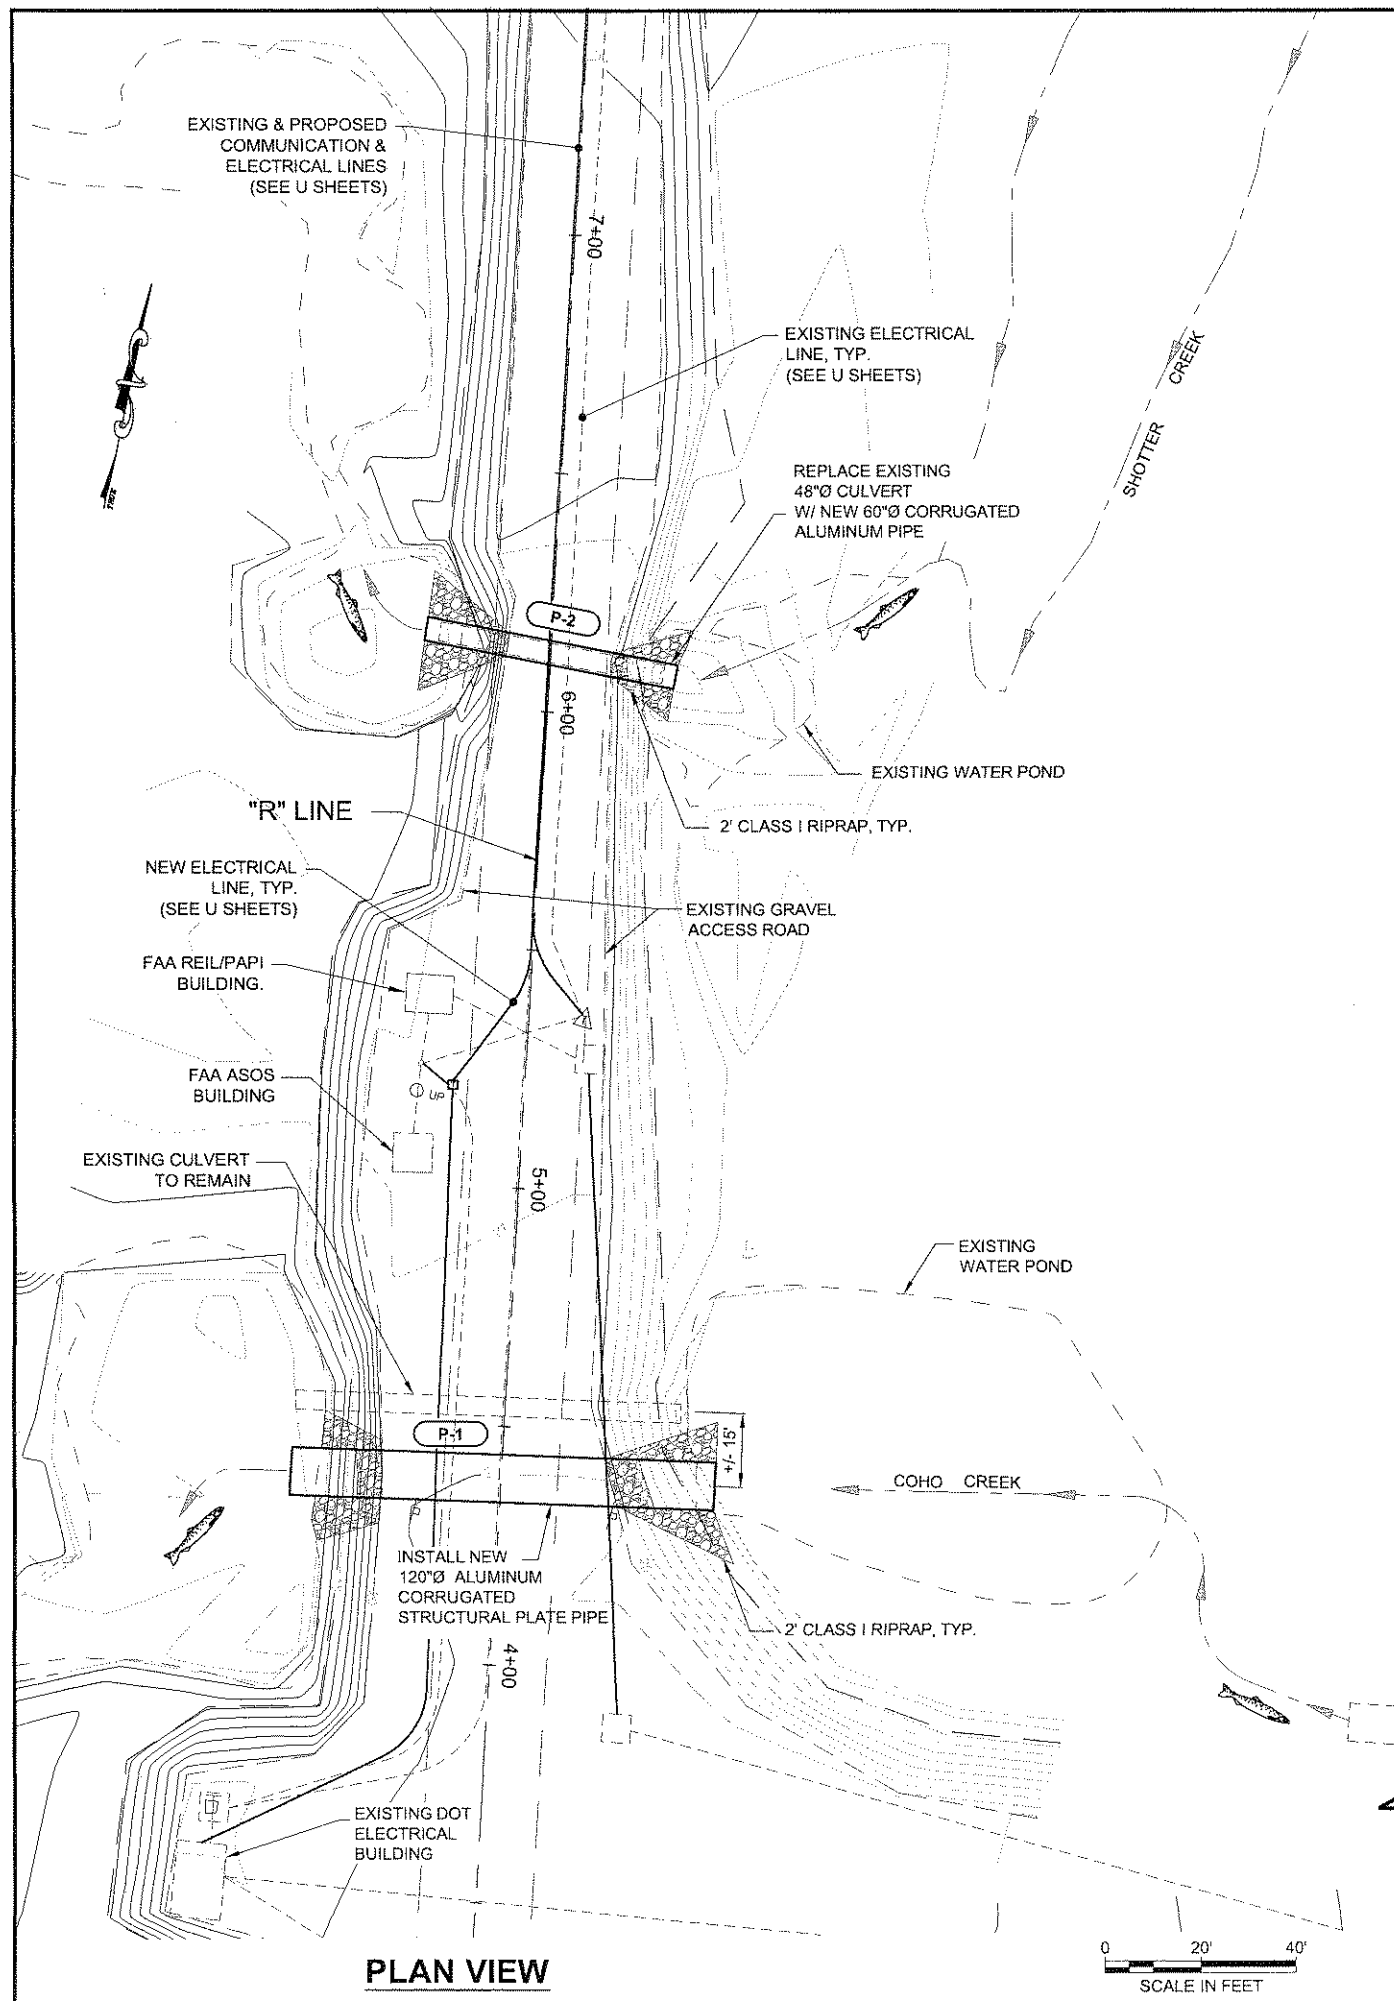 EXISTING & PROPOSED
COMMUNICATION &
ELECTRICAL LINES
(SEE U SHEETS)
7+00
EXISTING ELECTRICAL
LINE, TYP.
(SEE U SHEETS)
SHOTTER CREEK
REPLACE EXISTING
48"Ø CULVERT
W/ NEW 60"Ø CORRUGATED
ALUMINUM PIPE
P-2
6+00
EXISTING WATER POND
"R" LINE
2' CLASS I RIPRAP, TYP.
NEW ELECTRICAL
LINE, TYP.
(SEE U SHEETS)
EXISTING GRAVEL
ACCESS ROAD
FAA REIL/PAPI
BUILDING.
FAA ASOS
BUILDING
UP
EXISTING CULVERT
TO REMAIN
5+00
EXISTING
WATER POND
P-1
+/- 15'
COHO CREEK
INSTALL NEW
120"Ø ALUMINUM
CORRUGATED
STRUCTURAL PLATE PIPE
2' CLASS I RIPRAP, TYP.
4+00
EXISTING DOT
ELECTRICAL
BUILDING
PLAN VIEW
0 20' 40'
SCALE IN FEET